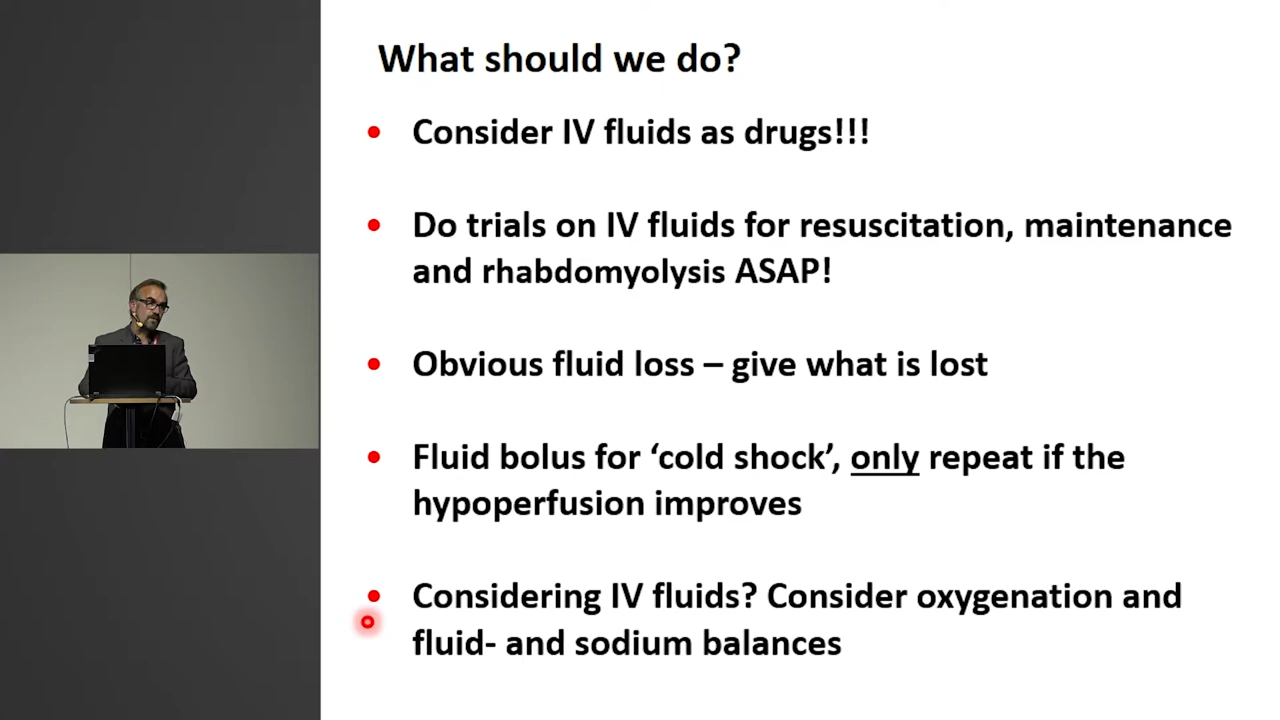 What should we do?
• Consider IV fluids as drugs!!!
• Do trials on IV fluids for resuscitation, maintenance
and rhabdomyolysis ASAP!
• Obvious fluid loss – give what is lost
• Fluid bolus for ‘cold shock’, only repeat if the
hypoperfusion improves
• Considering IV fluids? Consider oxygenation and
fluid- and sodium balances